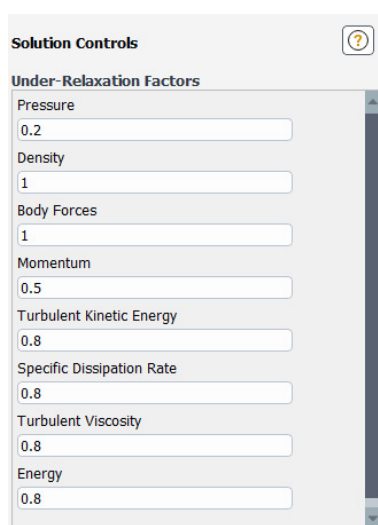 Solution Controls
?
Under-Relaxation Factors
Pressure
0.2
Density
1
Body Forces
1
Momentum
0.5
Turbulent Kinetic Energy
0.8
Specific Dissipation Rate
0.8
Turbulent Viscosity
0.8
Energy
0.8